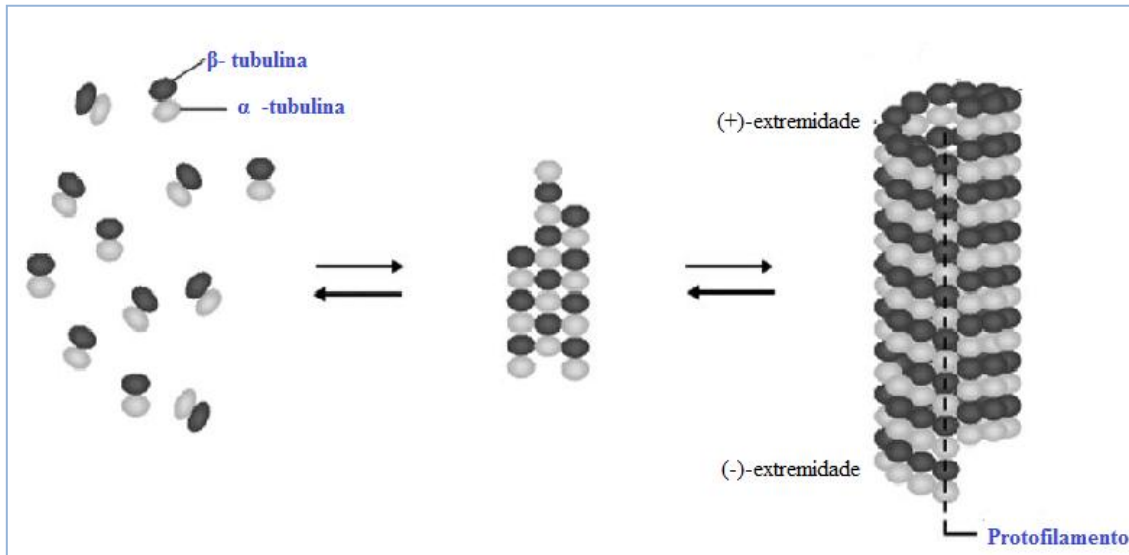 β- tubulina
α -tubulina
(+)-extremidade
(-)-extremidade
Protofilamento